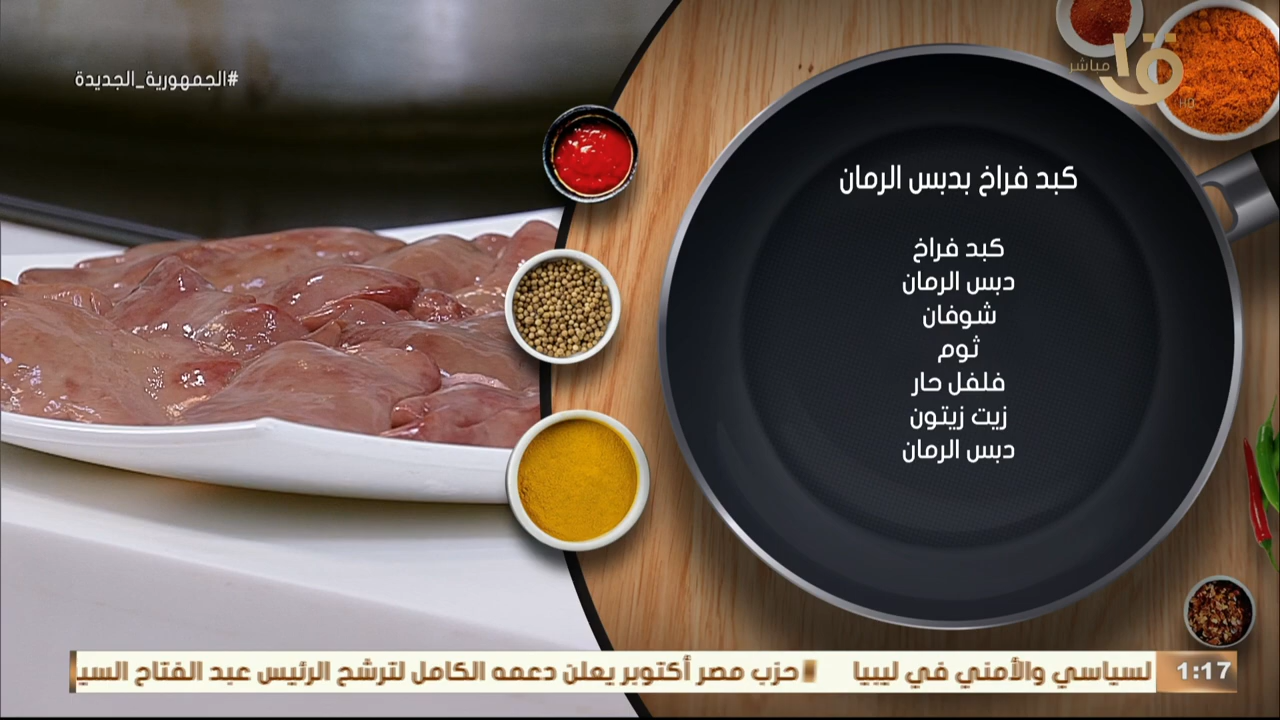 #الجمهورية_الجديدة
مباشر
HD
كبد فراخ بدبس الرمان
كبد فراخ
دبس الرمان
شوفان
ثوم
فلفل حار
زيت زيتون
دبس الرمان
1:17
لسياسي والأمني في ليبيا
حزب مصر أكتوبر يعلن دعمه الكامل لترشح الرئيس عبد الفتاح السي